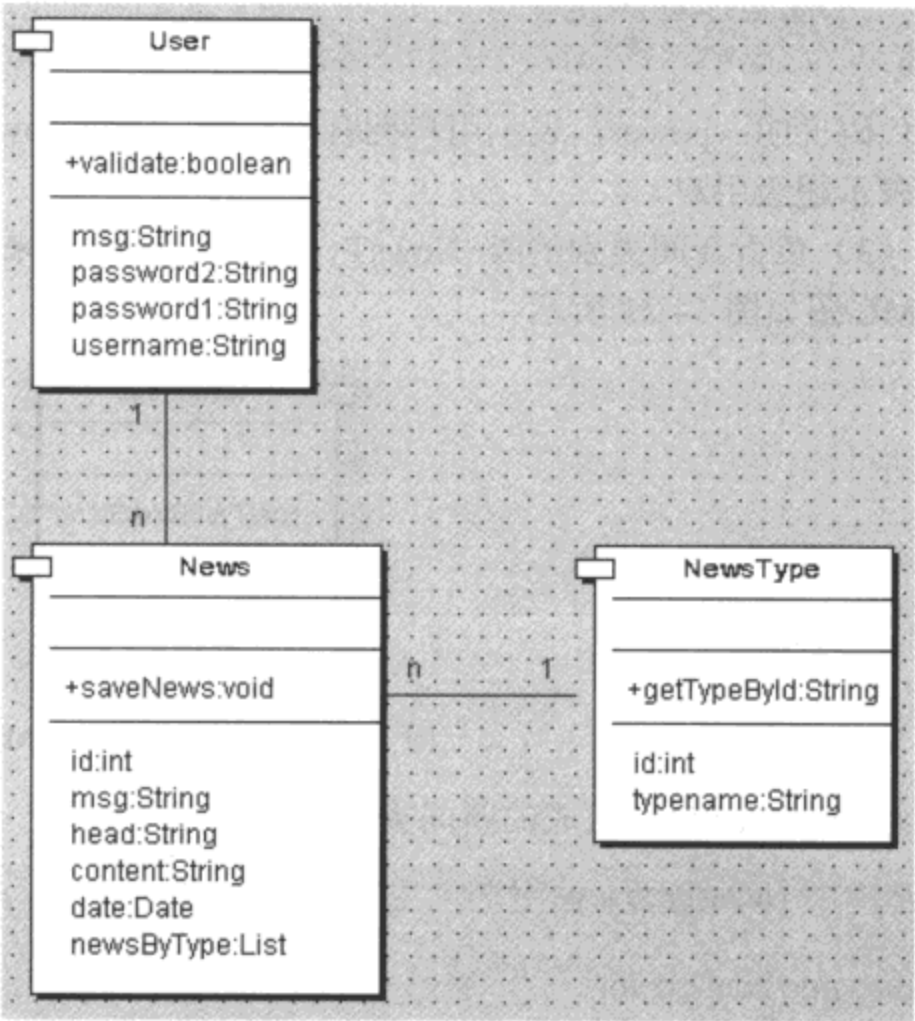 User
+validate:boolean
msg:String
password2:String
password1:String
username:String
1
n
News
+saveNews:void
id:int
msg:String
head:String
content:String
date:Date
newsByType:List
n
1
NewsType
+getTypeById:String
id:int
typename:String